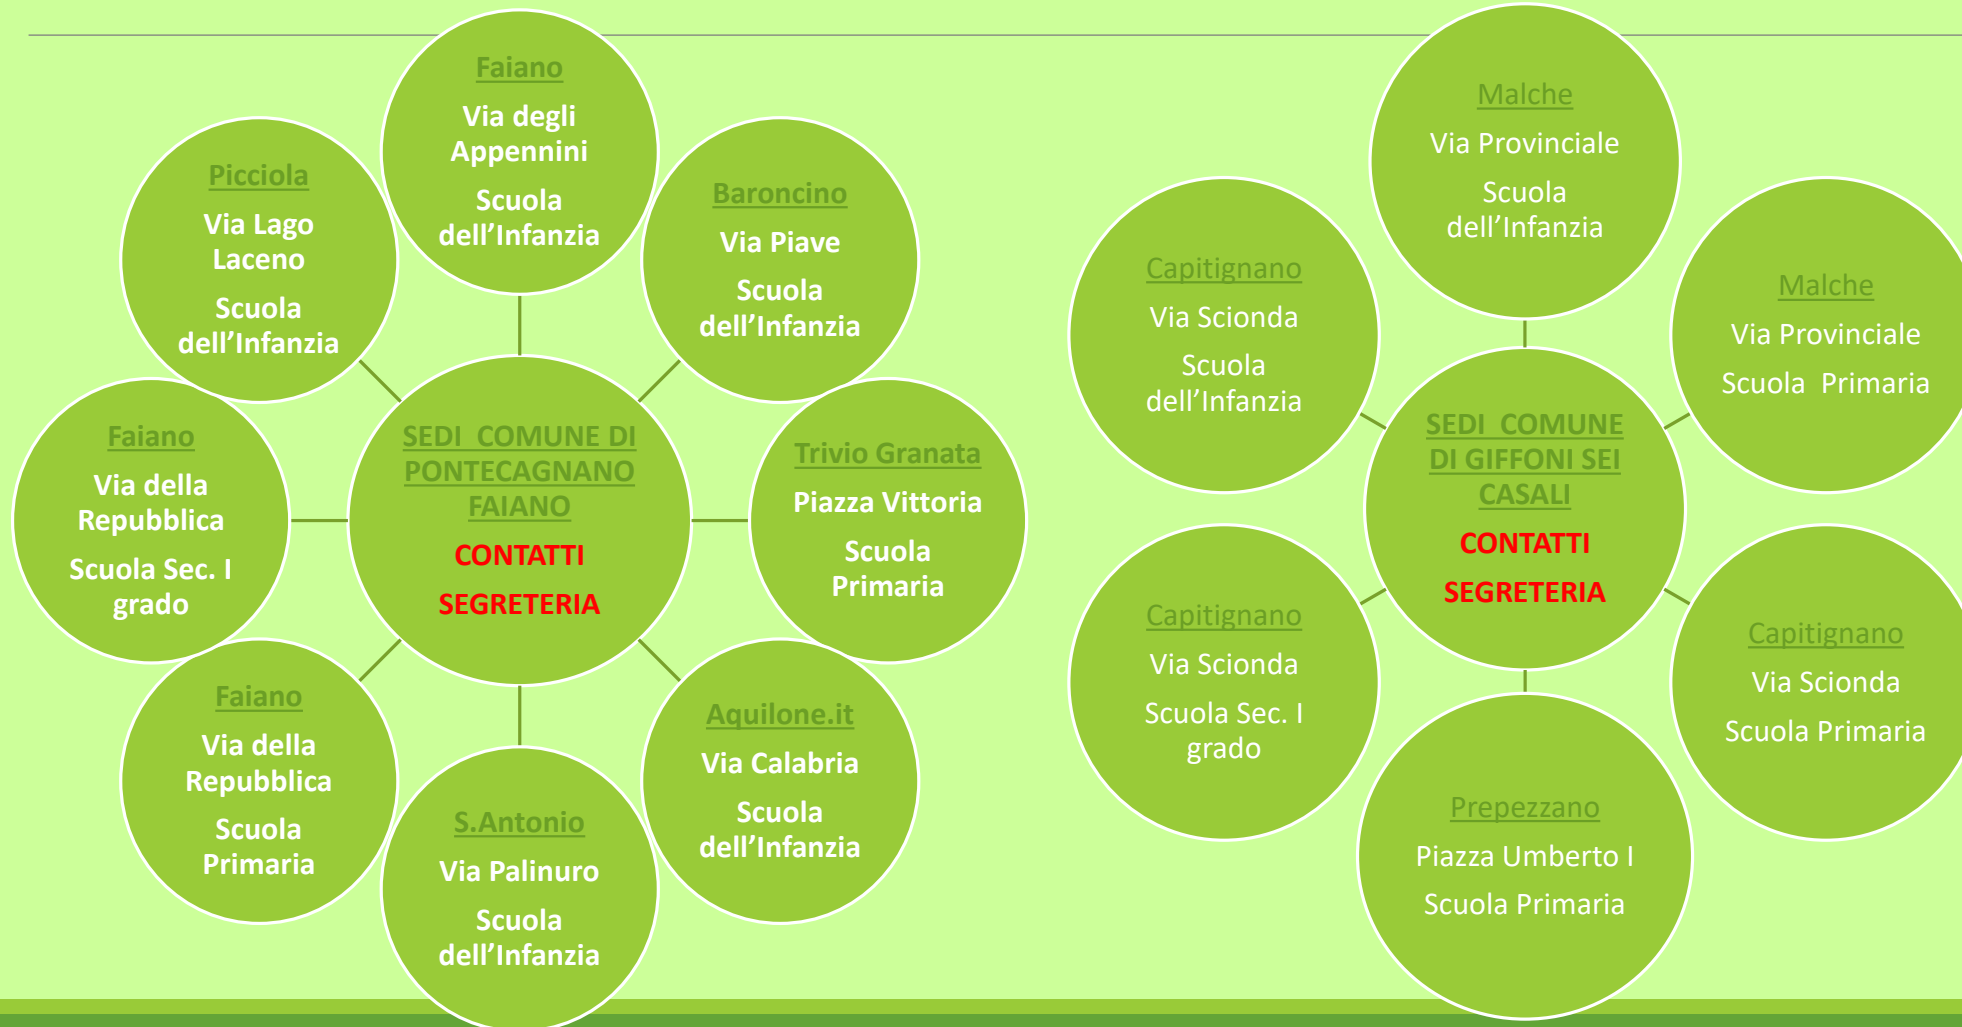 SEDI  COMUNE DI
PONTECAGNANO
FAIANO
CONTATTI
SEGRETERIA
Faiano
Via degli
Appennini
Scuola
dell’Infanzia
Baroncino
Via Piave
Scuola
dell’Infanzia
Trivio Granata
Piazza Vittoria
Scuola
Primaria
Aquilone.it
Via Calabria
Scuola
dell’Infanzia
S.Antonio
Via Palinuro
Scuola
dell’Infanzia
Faiano
Via della
Repubblica
Scuola
Primaria
Faiano
Via della
Repubblica
Scuola Sec. I
grado
Picciola
Via Lago
Laceno
Scuola
dell’Infanzia
SEDI  COMUNE
DI GIFFONI SEI
CASALI
CONTATTI
SEGRETERIA
Malche
Via Provinciale
Scuola
dell’Infanzia
Malche
Via Provinciale
Scuola  Primaria
Capitignano
Via Scionda
Scuola Primaria
Prepezzano
Piazza Umberto I
Scuola Primaria
Capitignano
Via Scionda
Scuola Sec. I
grado
Capitignano
Via Scionda
Scuola
dell’Infanzia